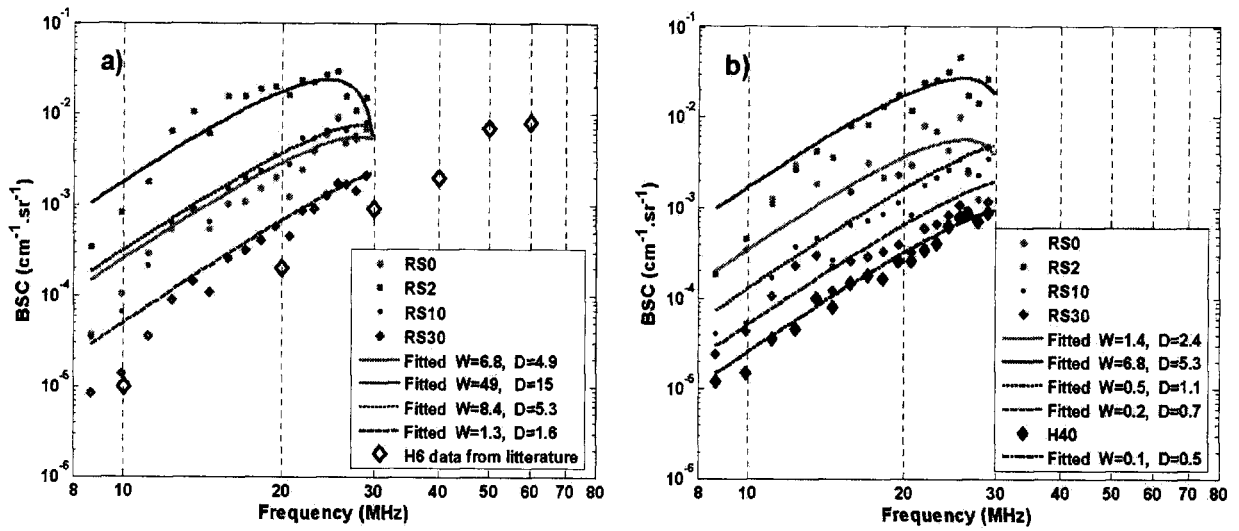 a)
10^-1
10^-2
10^-3
10^-4
10^-5
10^-6
BSC (cm^-1.sr^-1)
8 10 20 30 40 50 60 70 80
Frequency (MHz)
RS0
RS2
RS10
RS30
Fitted W=6.8, D=4.9
Fitted W=49, D=15
Fitted W=8.4, D=5.3
Fitted W=1.3, D=1.6
H6 data from litterature
b)
10^-1
10^-2
10^-3
10^-4
10^-5
10^-6
BSC (cm^-1.sr^-1)
8 10 20 30 40 50 60 70 80
Frequency (MHz)
RS0
RS2
RS10
RS30
Fitted W=1.4, D=2.4
Fitted W=6.8, D=5.3
Fitted W=0.5, D=1.1
Fitted W=0.2, D=0.7
H40
Fitted W=0.1, D=0.5